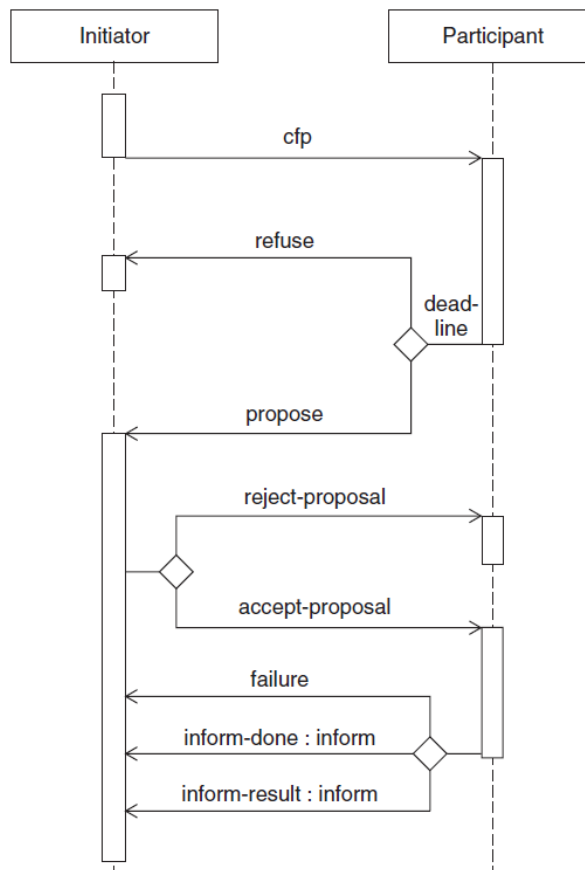 Initiator
Participant
cfp
refuse
dead-
line
propose
reject-proposal
accept-proposal
failure
inform-done : inform
inform-result : inform